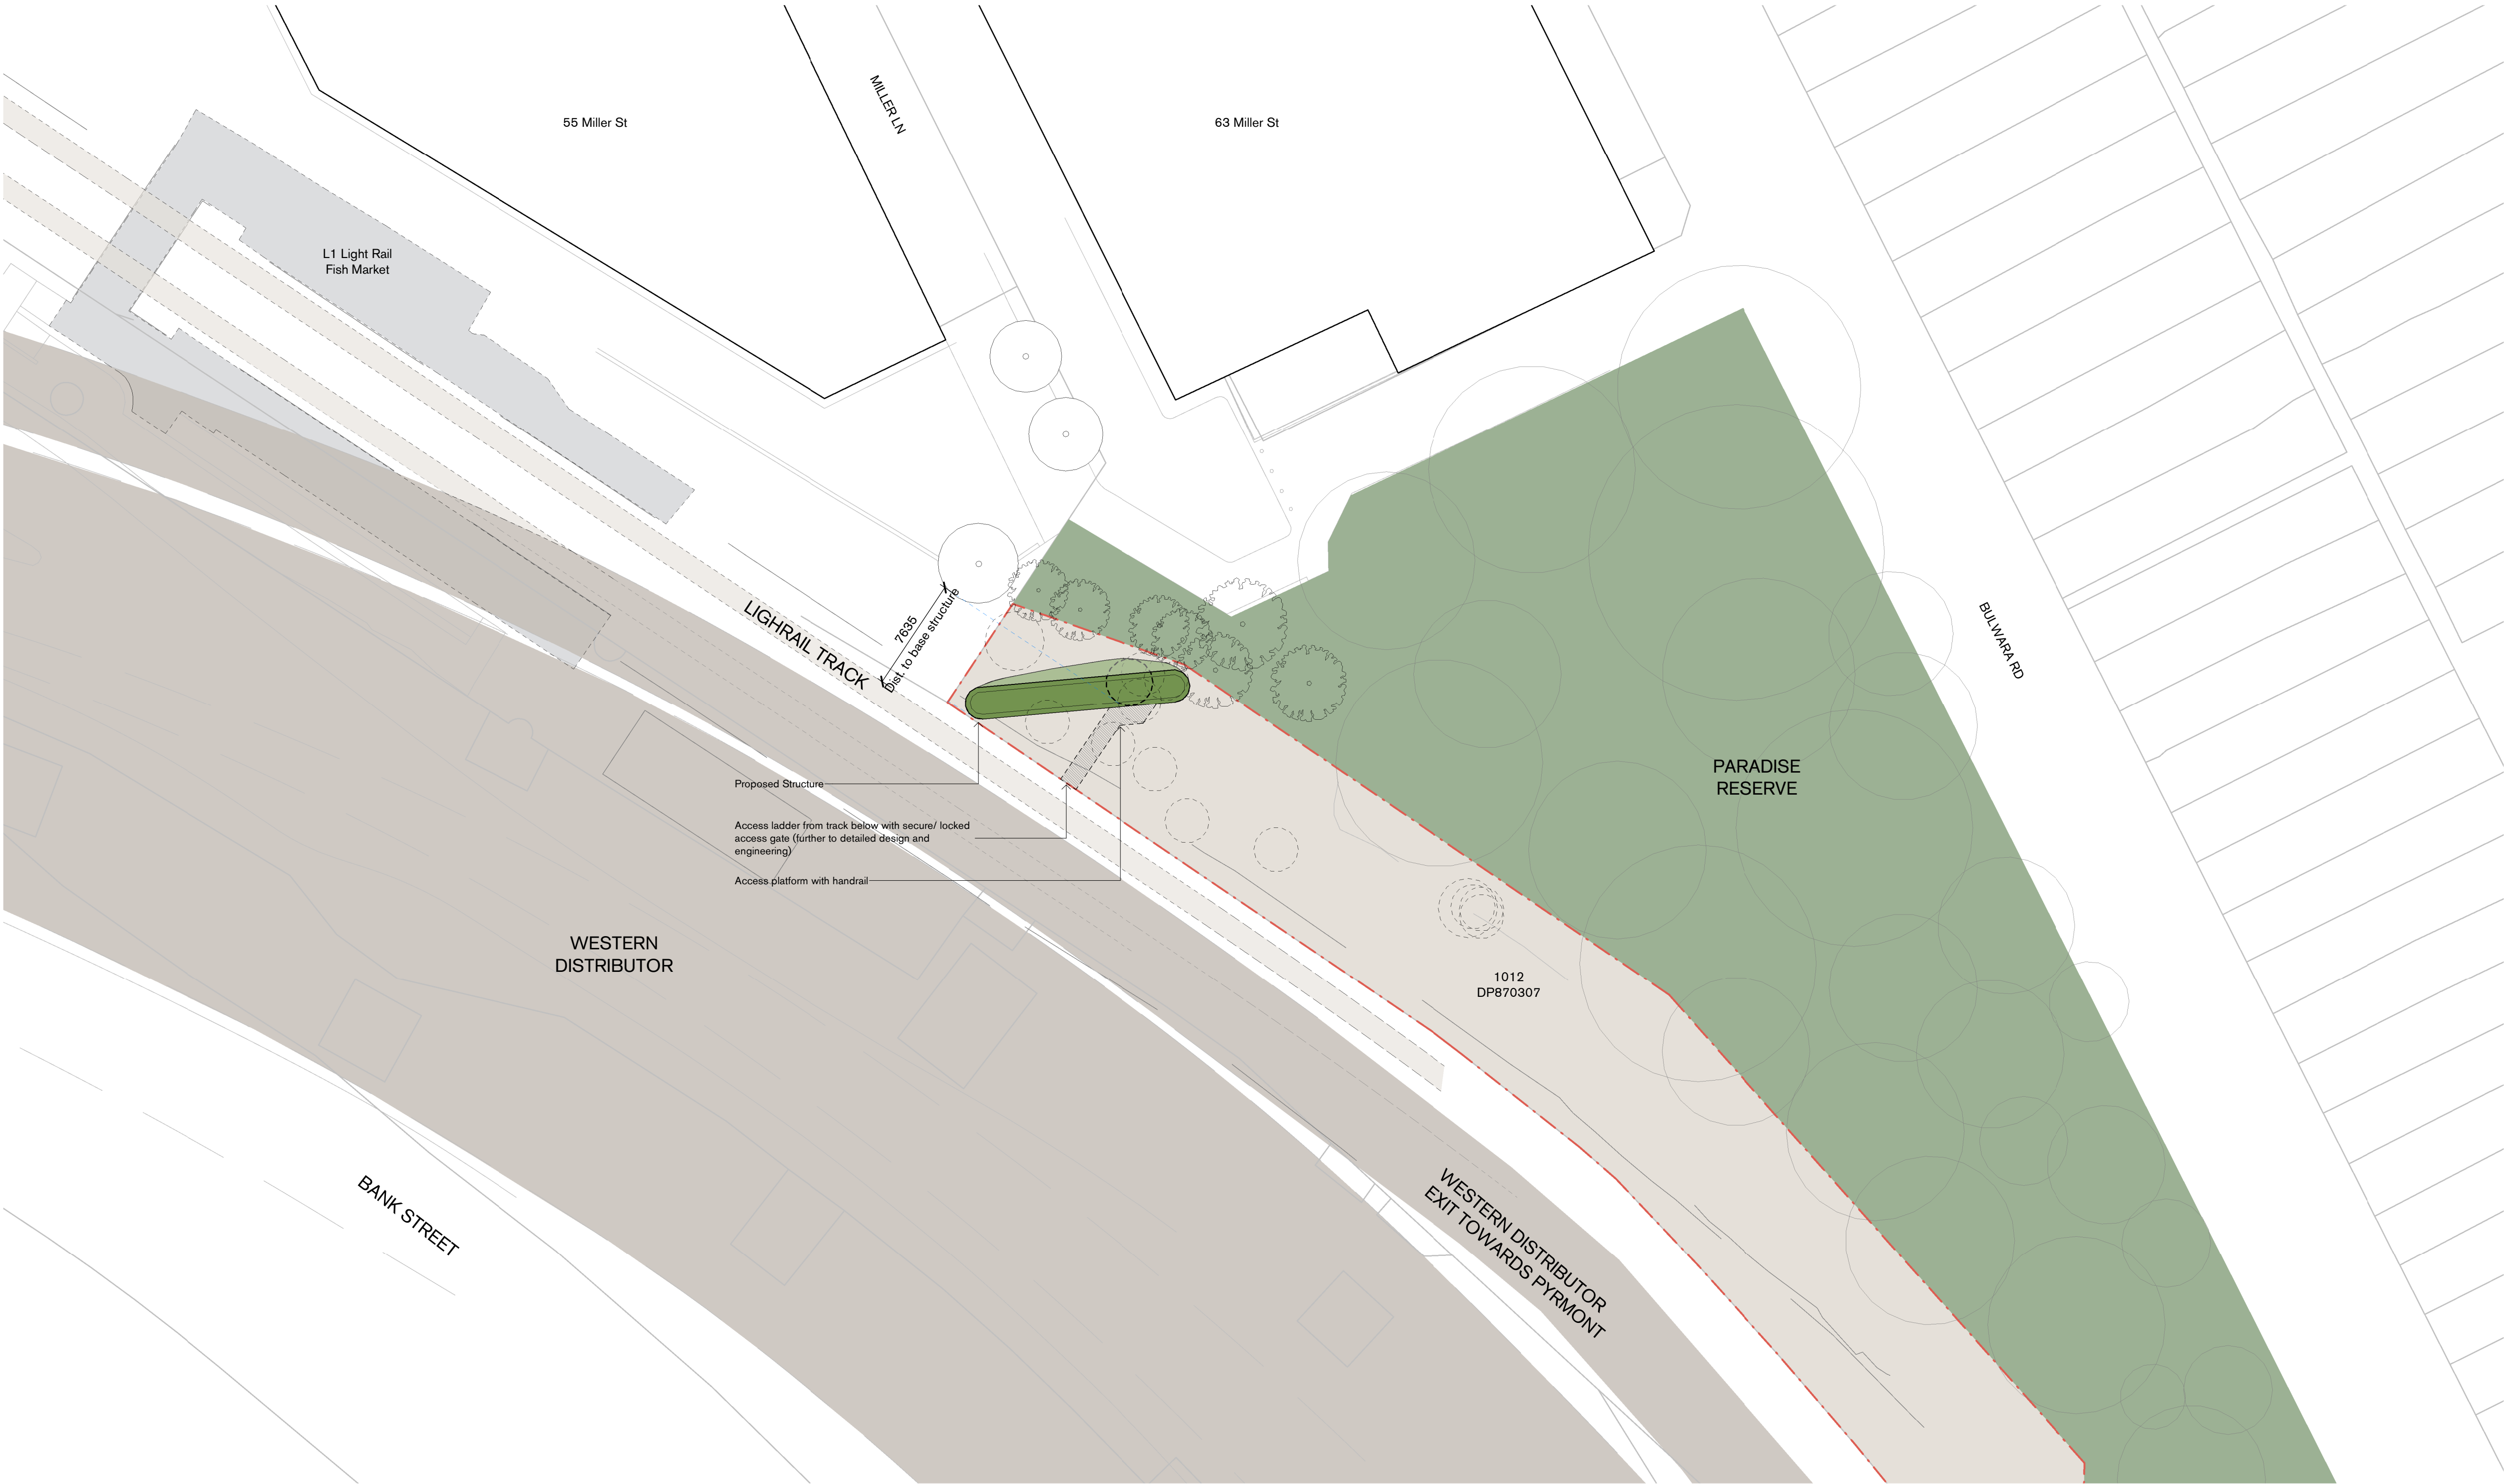 55 Miller St
MILLER LN
63 Miller St
L1 Light Rail
Fish Market
LIGHRAIL TRACK
7635
Dist. to base structure
BULWARA RD
PARADISE
RESERVE
Proposed Structure
Access ladder from track below with secure/ locked
access gate (further to detailed design and
engineering)
Access platform with handrail
WESTERN
DISTRIBUTOR
1012
DP870307
BANK STREET
WESTERN DISTRIBUTOR
EXIT TOWARDS PYRMONT